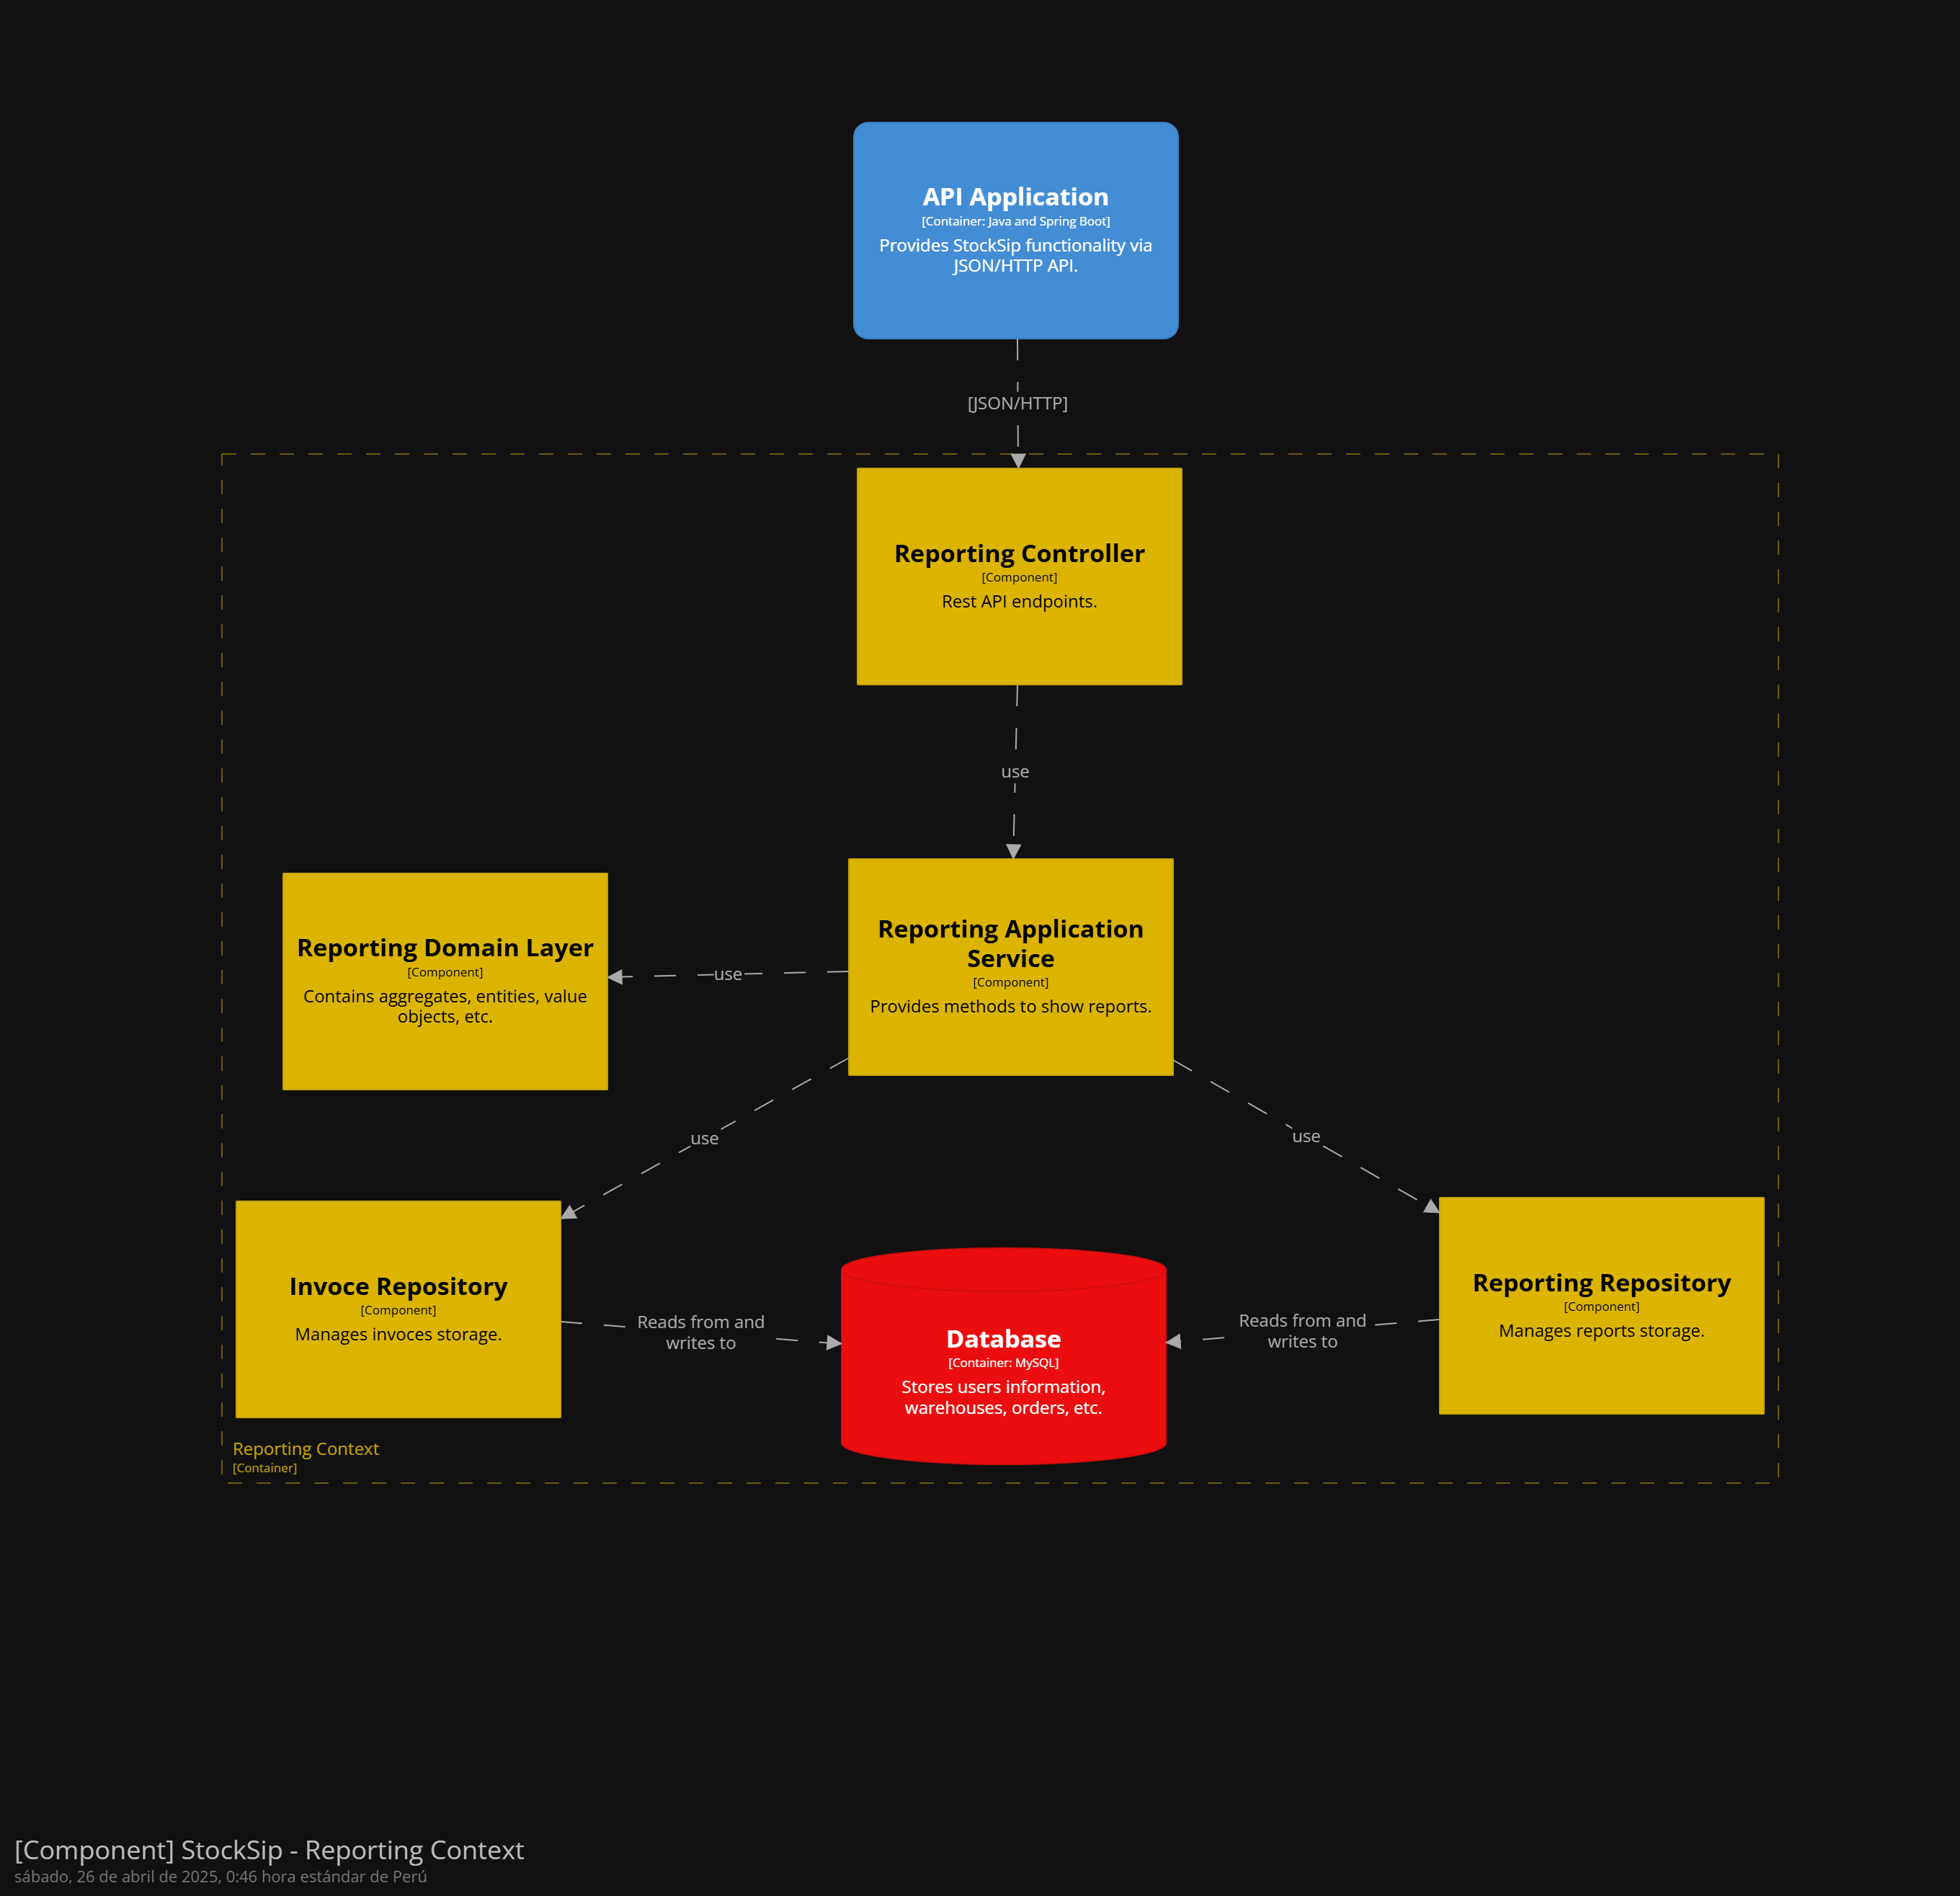 API Application
[Container: Java and Spring Boot]
Provides StockSip functionality via
JSON/HTTP API.
[JSON/HTTP]
Reporting Controller
[Component]
Rest API endpoints.
use
Reporting Application
Service
[Component]
Provides methods to show reports.
use
Reporting Domain Layer
[Component]
Contains aggregates, entities, value
objects, etc.
use
use
Invoce Repository
[Component]
Manages invoces storage.
Reads from and
writes to
Database
[Container: MySQL]
Stores users information,
warehouses, orders, etc.
Reads from and
writes to
Reporting Repository
[Component]
Manages reports storage.
Reporting Context
[Container]
[Component] StockSip - Reporting Context
sábado, 26 de abril de 2025, 0:46 hora estándar de Perú